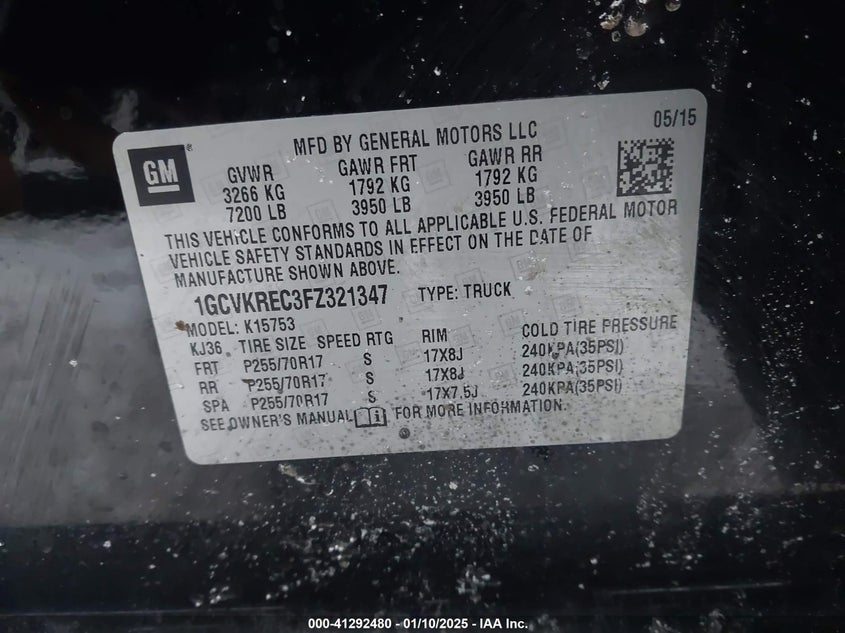 MFD BY GENERAL MOTORS LLC
05/15
GM
GVWR GAWR FRT GAWR RR
3266 KG 1792 KG 1792 KG
7200 LB 3950 LB 3950 LB
THIS VEHICLE CONFORMS TO ALL APPLICABLE U.S. FEDERAL MOTOR
VEHICLE SAFETY STANDARDS IN EFFECT ON THE DATE OF
MANUFACTURE SHOWN ABOVE.
1GCVKREC3FZ321347 TYPE: TRUCK
MODEL: K15753
KJ36 TIRE SIZE SPEED RTG RIM COLD TIRE PRESSURE
FRT P255/70R17 S 17X8J 240KPA(35PSI)
RR P255/70R17 S 17X8J 240KPA(35PSI)
SPA P255/70R17 S 17X7.5J 240KPA(35PSI)
SEE OWNER'S MANUAL FOR MORE INFORMATION.
000-41292480 - 01/10/2025 - IAA Inc.